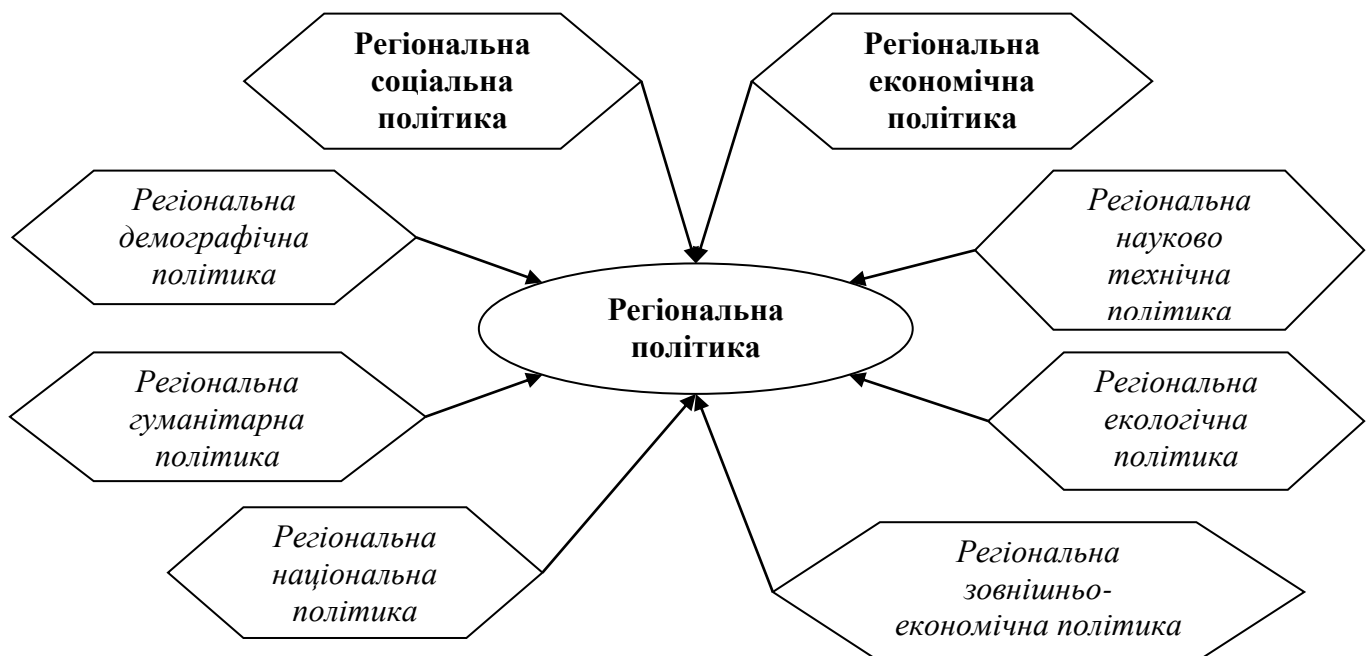 Регіональна
соціальна
політика
Регіональна
економічна
політика
Регіональна
демографічна
політика
Регіональна
науково
технічна
політика
Регіональна
політика
Регіональна
гуманітарна
політика
Регіональна
екологічна
політика
Регіональна
національна
політика
Регіональна
зовнішньо-
економічна політика